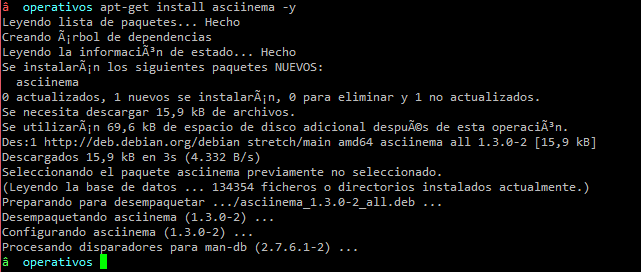 â  operativos apt-get install asciinema -y
Leyendo lista de paquetes... Hecho
Creando Ã¡rbol de dependencias
Leyendo la informaciÃ³n de estado... Hecho
Se instalarÃ¡n los siguientes paquetes NUEVOS:
  asciinema
0 actualizados, 1 nuevos se instalarÃ¡n, 0 para eliminar y 1 no actualizados.
Se necesita descargar 15,9 kB de archivos.
Se utilizarÃ¡n 69,6 kB de espacio de disco adicional despuÃ©s de esta operaciÃ³n.
Des:1 http://deb.debian.org/debian stretch/main amd64 asciinema all 1.3.0-2 [15,9 kB]
Descargados 15,9 kB en 3s (4.332 B/s)
Seleccionando el paquete asciinema previamente no seleccionado.
(Leyendo la base de datos ... 134354 ficheros o directorios instalados actualmente.)
Preparando para desempaquetar .../asciinema_1.3.0-2_all.deb ...
Desempaquetando asciinema (1.3.0-2) ...
Configurando asciinema (1.3.0-2) ...
Procesando disparadores para man-db (2.7.6.1-2) ...
â  operativos